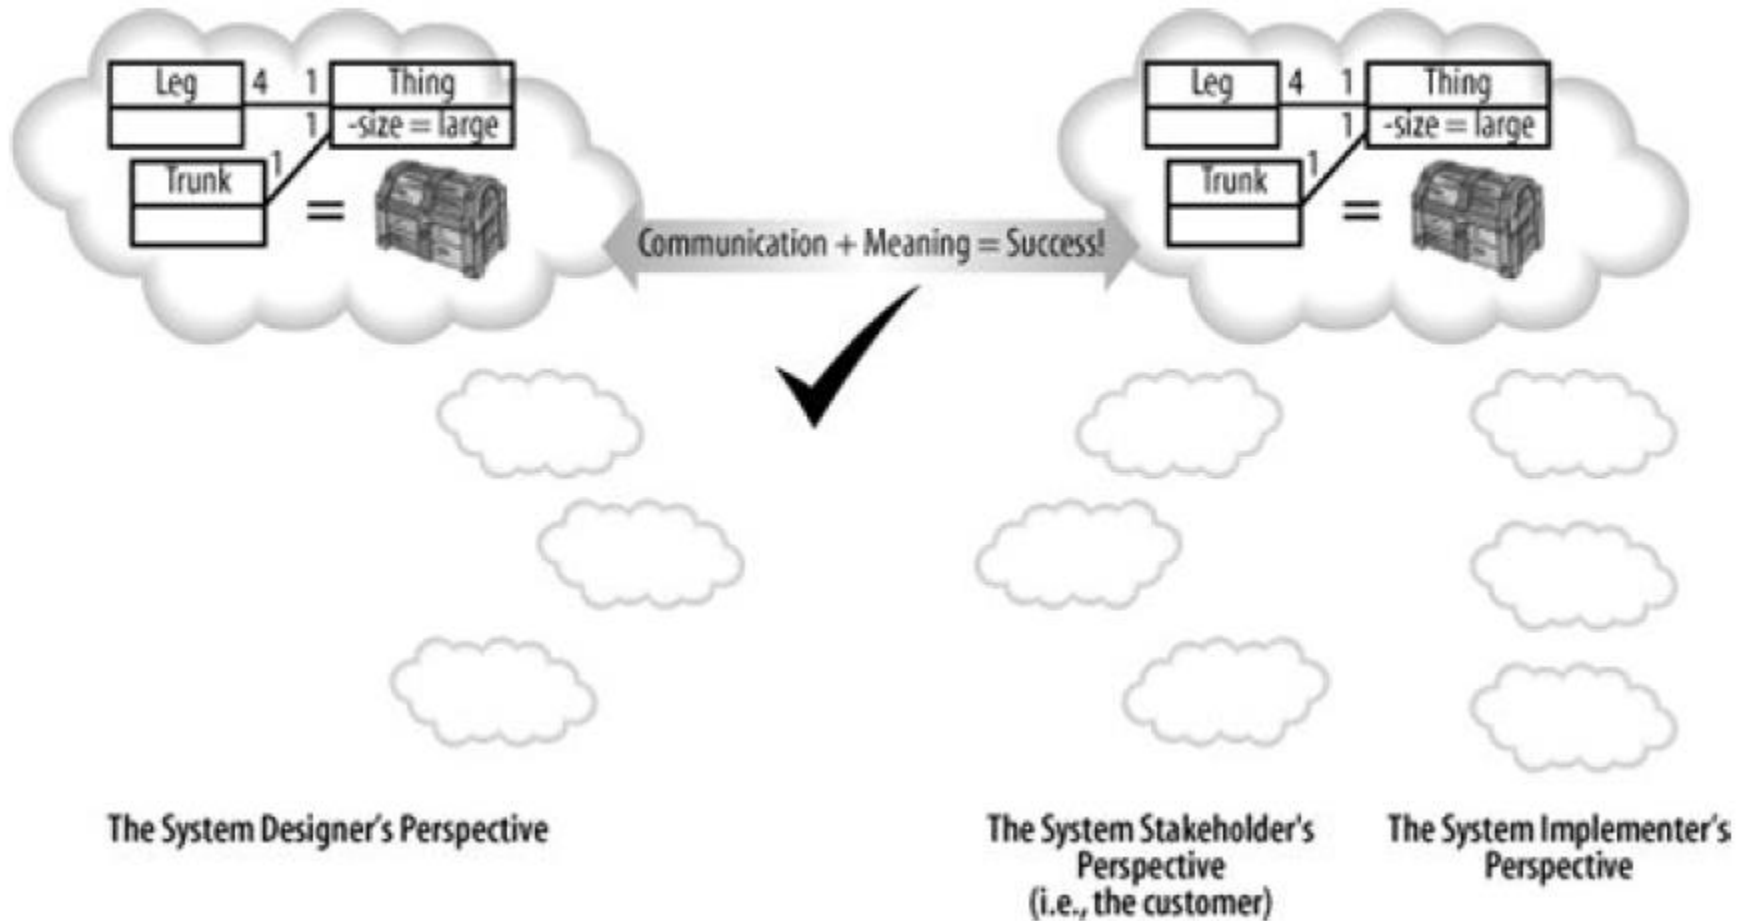 Leg 4 1 Thing
1 -size = large
Trunk 1
=
Leg 4 1 Thing
1 -size = large
Trunk 1
=
Communication + Meaning = Success!
The System Designer's Perspective
The System Stakeholder's
Perspective
(i.e., the customer)
The System Implementer's
Perspective